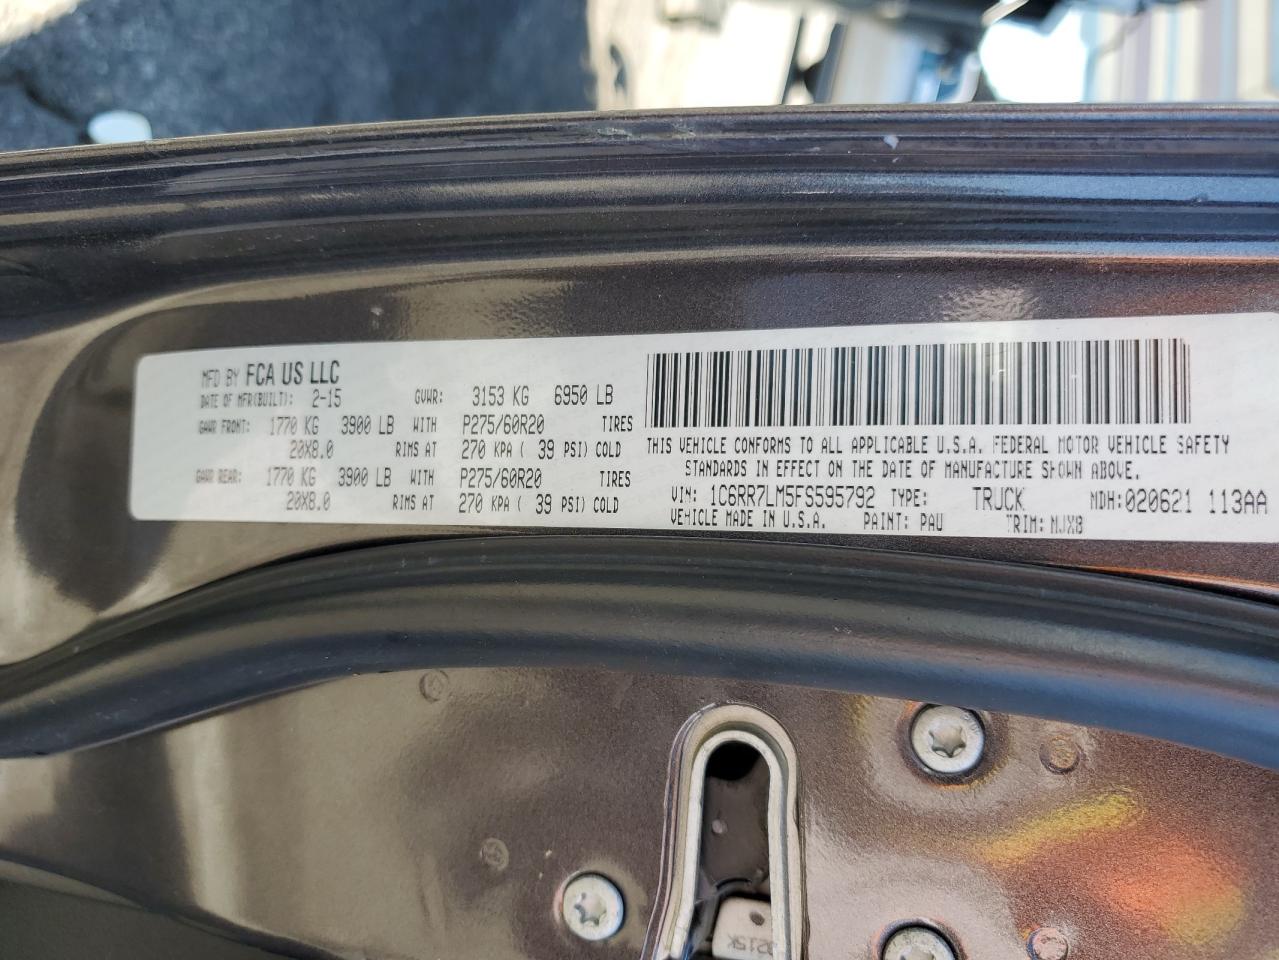 MFD BY FCA US LLC
DATE OF MFR(BUILT): 2-15 GVWR: 3153 KG 6950 LB
GAWR FRONT: 1770 KG 3900 LB WITH P275/60R20 TIRES
20X8.0 RIMS AT 270 KPA ( 39 PSI) COLD
GAWR REAR: 1770 KG 3900 LB WITH P275/60R20 TIRES
20X8.0 RIMS AT 270 KPA ( 39 PSI) COLD
THIS VEHICLE CONFORMS TO ALL APPLICABLE U.S.A. FEDERAL MOTOR VEHICLE SAFETY
STANDARDS IN EFFECT ON THE DATE OF MANUFACTURE SHOWN ABOVE.
VIN: 1C6RR7LM5FS595792 TYPE: TRUCK MDH:020621 113AA
VEHICLE MADE IN U.S.A. PAINT: PAU TRIM: MJX8
0215K